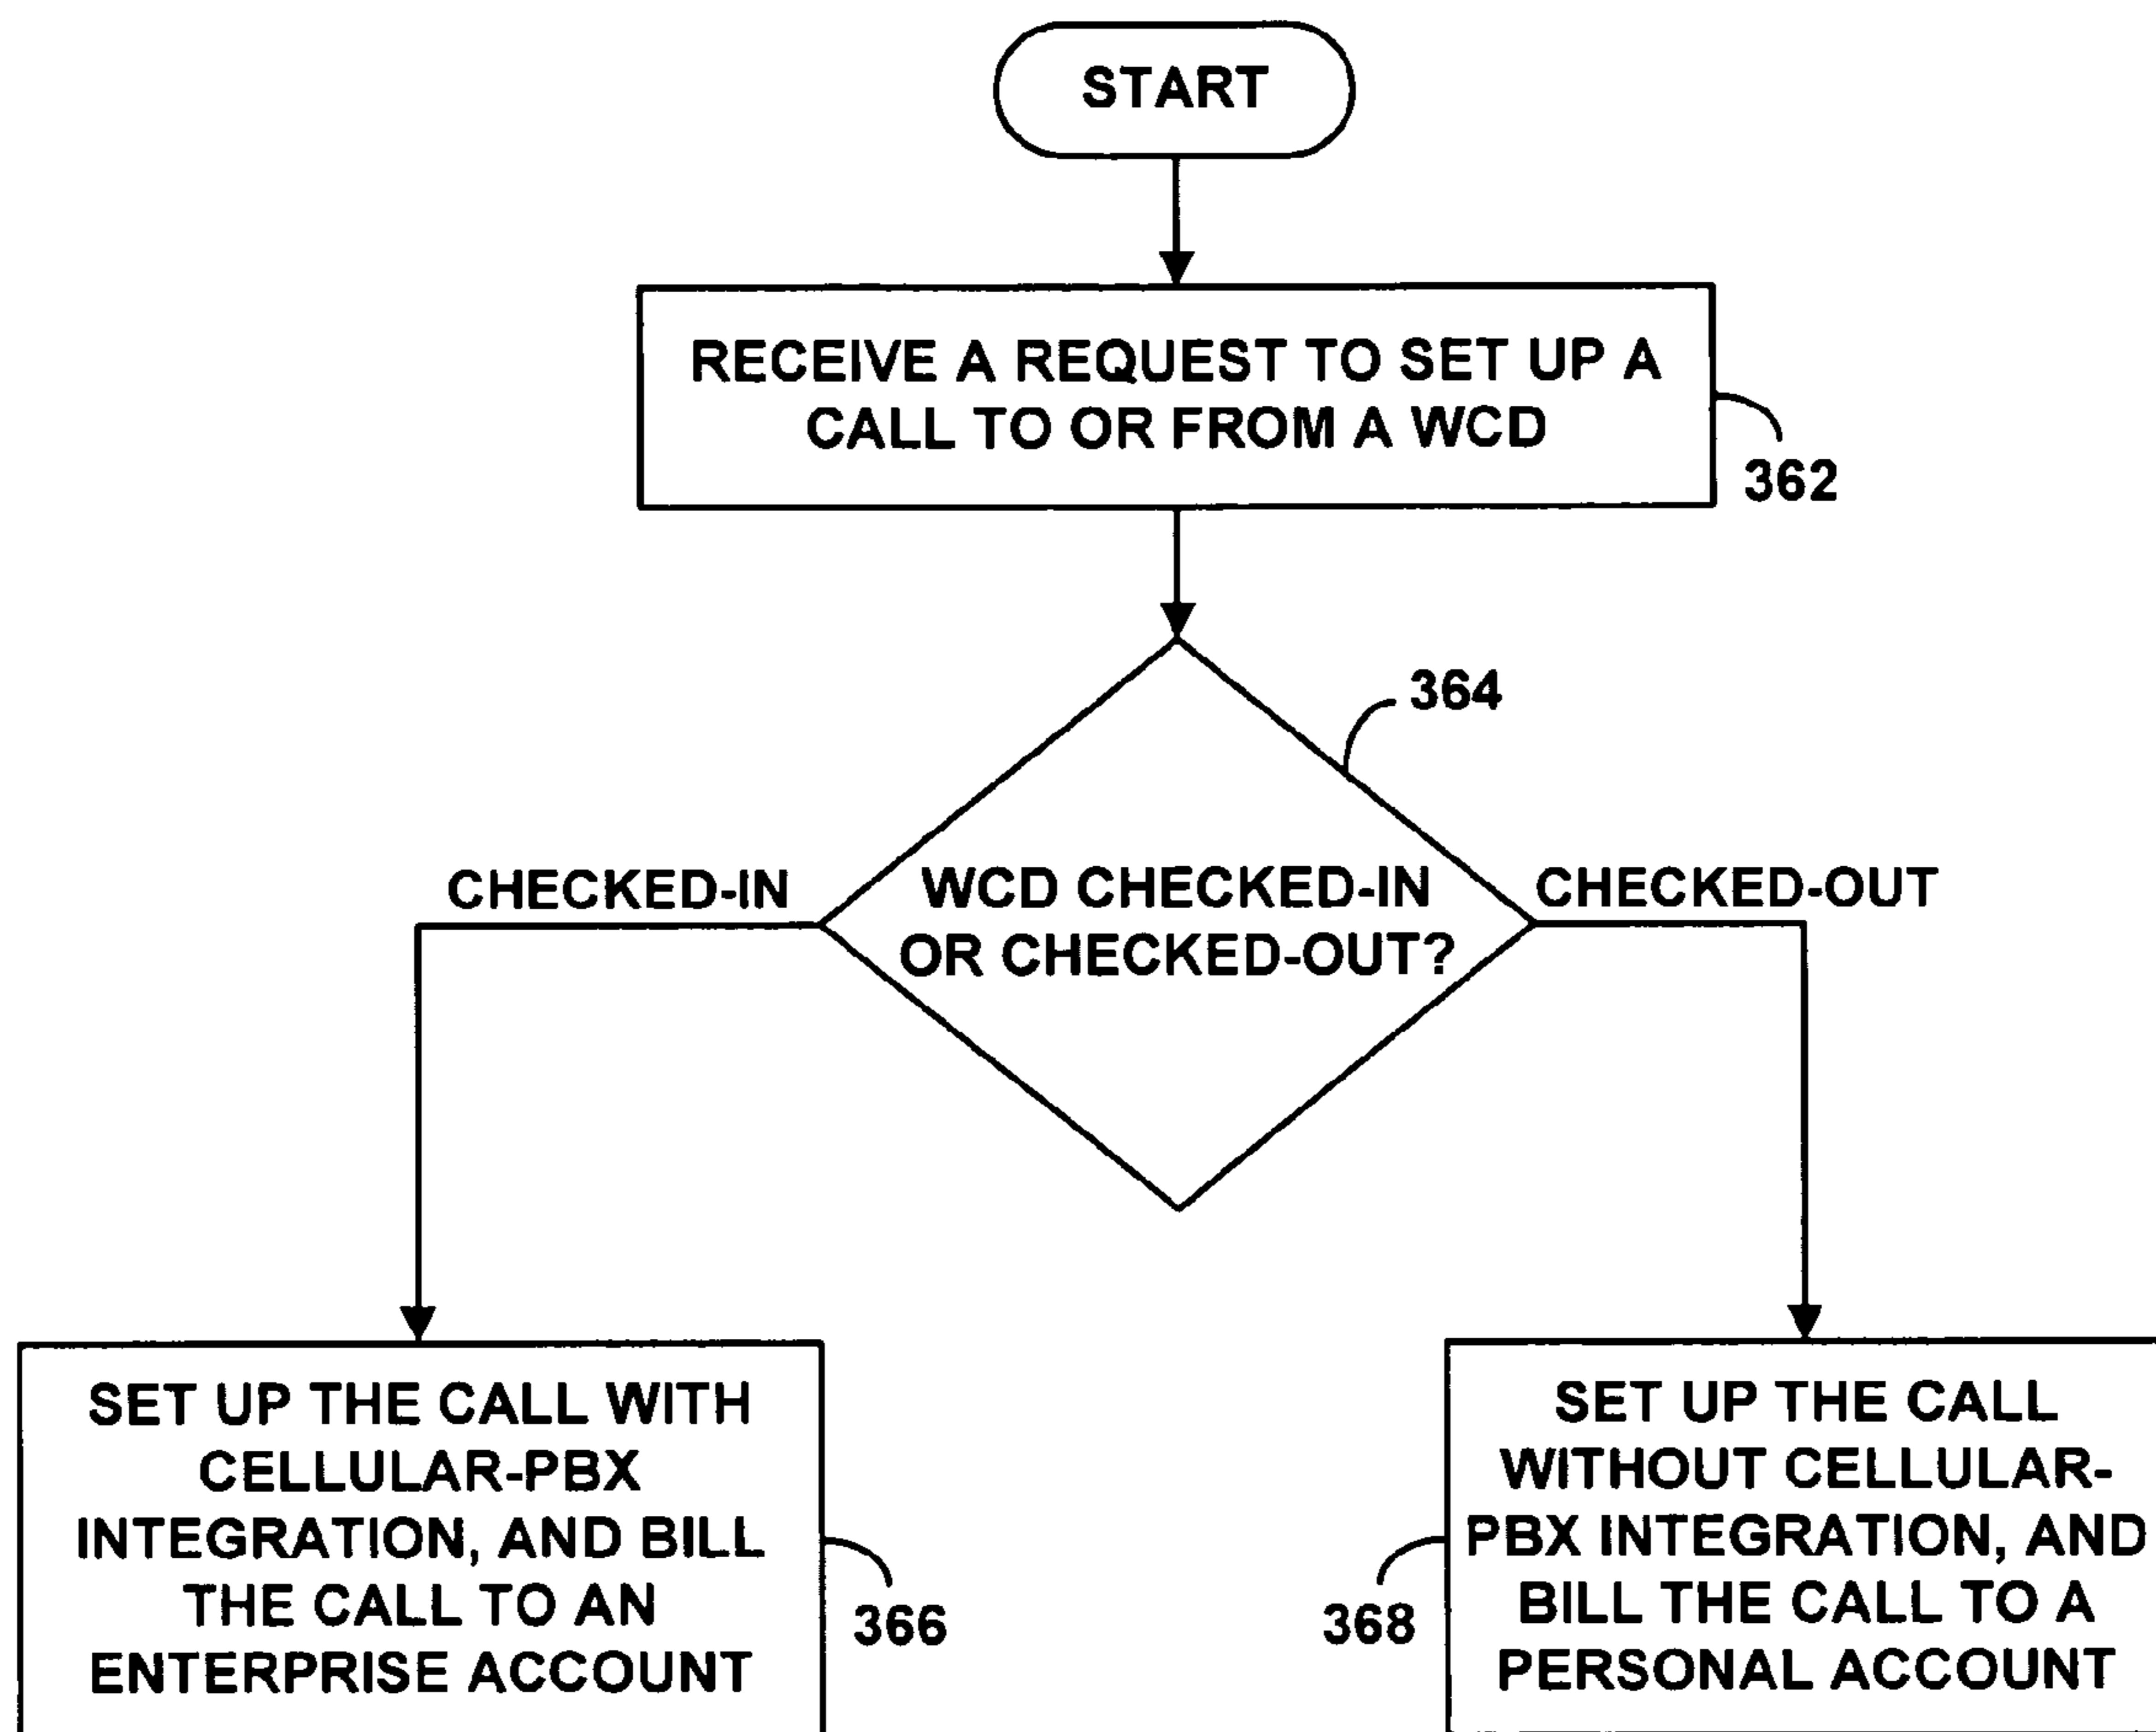 START
RECEIVE A REQUEST TO SET UP A
CALL TO OR FROM A WCD
362
364
CHECKED-IN
WCD CHECKED-IN
OR CHECKED-OUT?
CHECKED-OUT
SET UP THE CALL WITH
CELLULAR-PBX
INTEGRATION, AND BILL
THE CALL TO AN
ENTERPRISE ACCOUNT
366
368
SET UP THE CALL
WITHOUT CELLULAR-
PBX INTEGRATION, AND
BILL THE CALL TO A
PERSONAL ACCOUNT